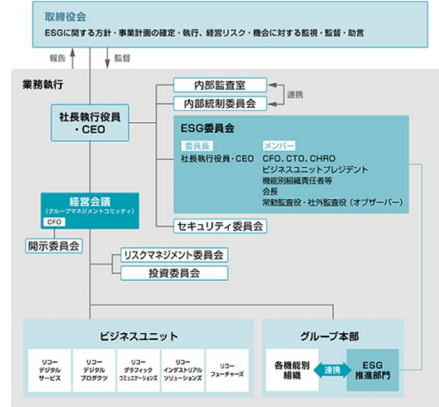 取締役会
ESGに関する方針・事業計画の確定・執行、経営リスク・機会に対する監視・監督・助言
報告
監督
業務執行
社長執行役員
・CEO
内部監査室
内部統制委員会
連携
ESG委員会
委員長
社長執行役員・CEO
メンバー
CFO, CTO, CHRO
ビジネスユニットプレジデント
機能別組織責任者等
会長
常勤監査役・社外監査役（オブザーバー）
セキュリティ委員会
経営会議
（グループマネジメントコミッティ）
CFO
開示委員会
リスクマネジメント委員会
投資委員会
ビジネスユニット
リコー
デジタル
サービス
リコー
デジタル
プロダクツ
リコー
グラフィック
コミュニケーションズ
リコー
インダストリアル
ソリューションズ
リコー
フューチャーズ
グループ本部
各機能別
組織
連携
ESG
推進部門